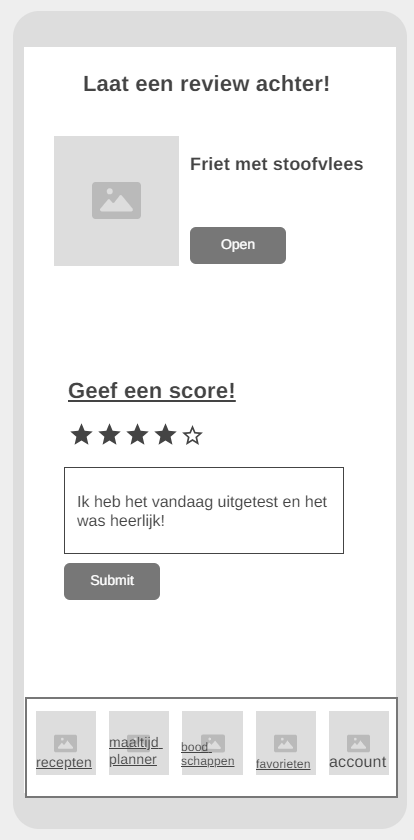 Laat een review achter!
Friet met stoofvlees
Open
Geef een score!
Ik heb het vandaag uitgetest en het
was heerlijk!
Submit
recepten
maaltijd
planner
bood
schappen
favorieten
account